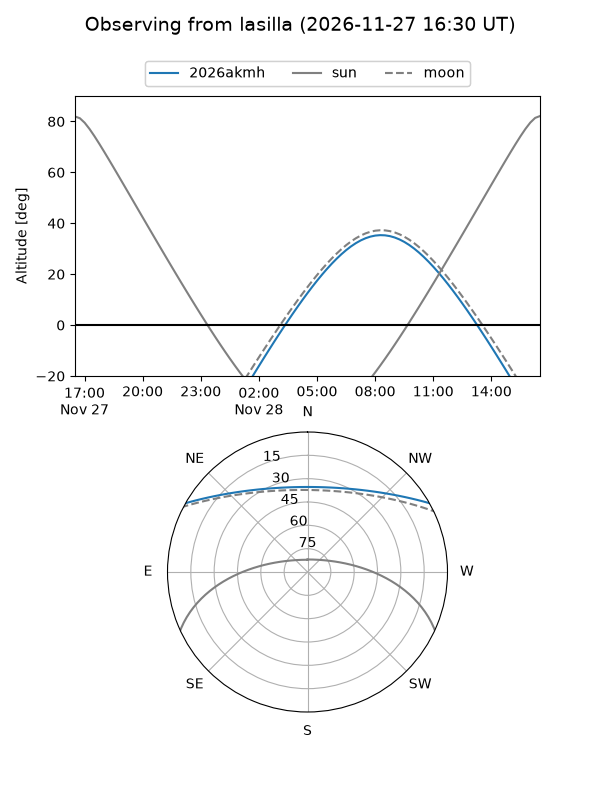 Observing from lasilla (2026-11-27 16:30 UT)
2026akmh sun moon
80
60
40
20
0
−20
Altitude [deg]
17:00 20:00 23:00 02:00 05:00 08:00 11:00 14:00
Nov 27 Nov 28
N
NE NW
15
30
45
60
75
E W
SE SW
S